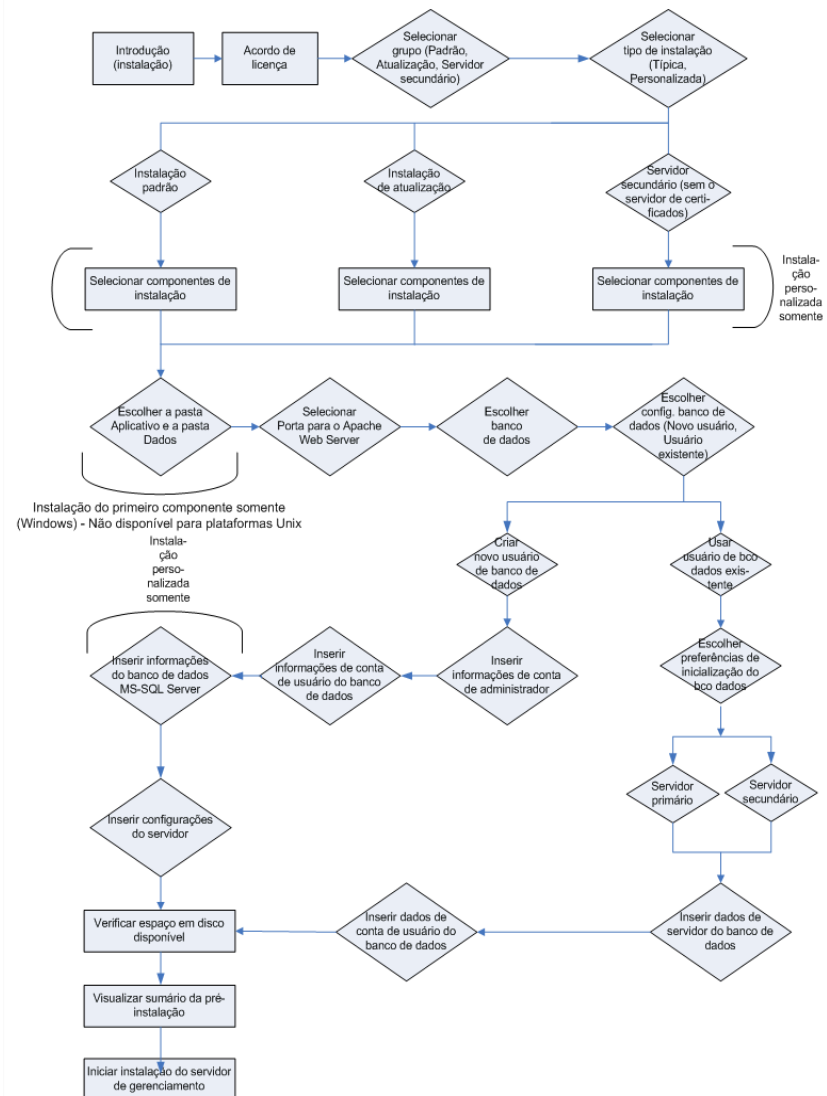 Introdução
(instalação)
Acordo de
licença
Selecionar
grupo (Padrão,
Atualização, Servidor
secundário)
Selecionar
tipo de instalação
(Típica,
Personalizada)
Instalação
padrão
Instalação
de atualização
Servidor
secundário (sem o
servidor de certi-
ficados)
Selecionar componentes de
instalação
Selecionar componentes de
instalação
Selecionar componentes de
instalação
Instala-
ção
perso-
nalizada
somente
Escolher a pasta
Aplicativo e a pasta
Dados
Selecionar
Porta para o Apache
Web Server
Escolher
banco
de dados
Escolher
config. banco de
dados (Novo usuário,
Usuário
existente)
Instalação do primeiro componente somente
(Windows) - Não disponível para plataformas Unix
Instala-
ção
perso-
nalizada
somente
Criar
novo usuário
de banco de
dados
Usar
usuário de bco
dados exis-
tente
Inserir informações
do banco de dados
MS-SQL Server
Inserir
informações de conta
de usuário do banco
de dados
Inserir
informações de conta
de administrador
Escolher
preferências de
inicialização do
bco dados
Servidor
primário
Servidor
secundário
Inserir configurações
do servidor
Verificar espaço em disco
disponível
Inserir dados de
conta de usuário do
banco de dados
Inserir dados de
servidor do banco de
dados
Visualizar sumário da pré-
instalação
Iniciar instalação do servidor
de gerenciamento